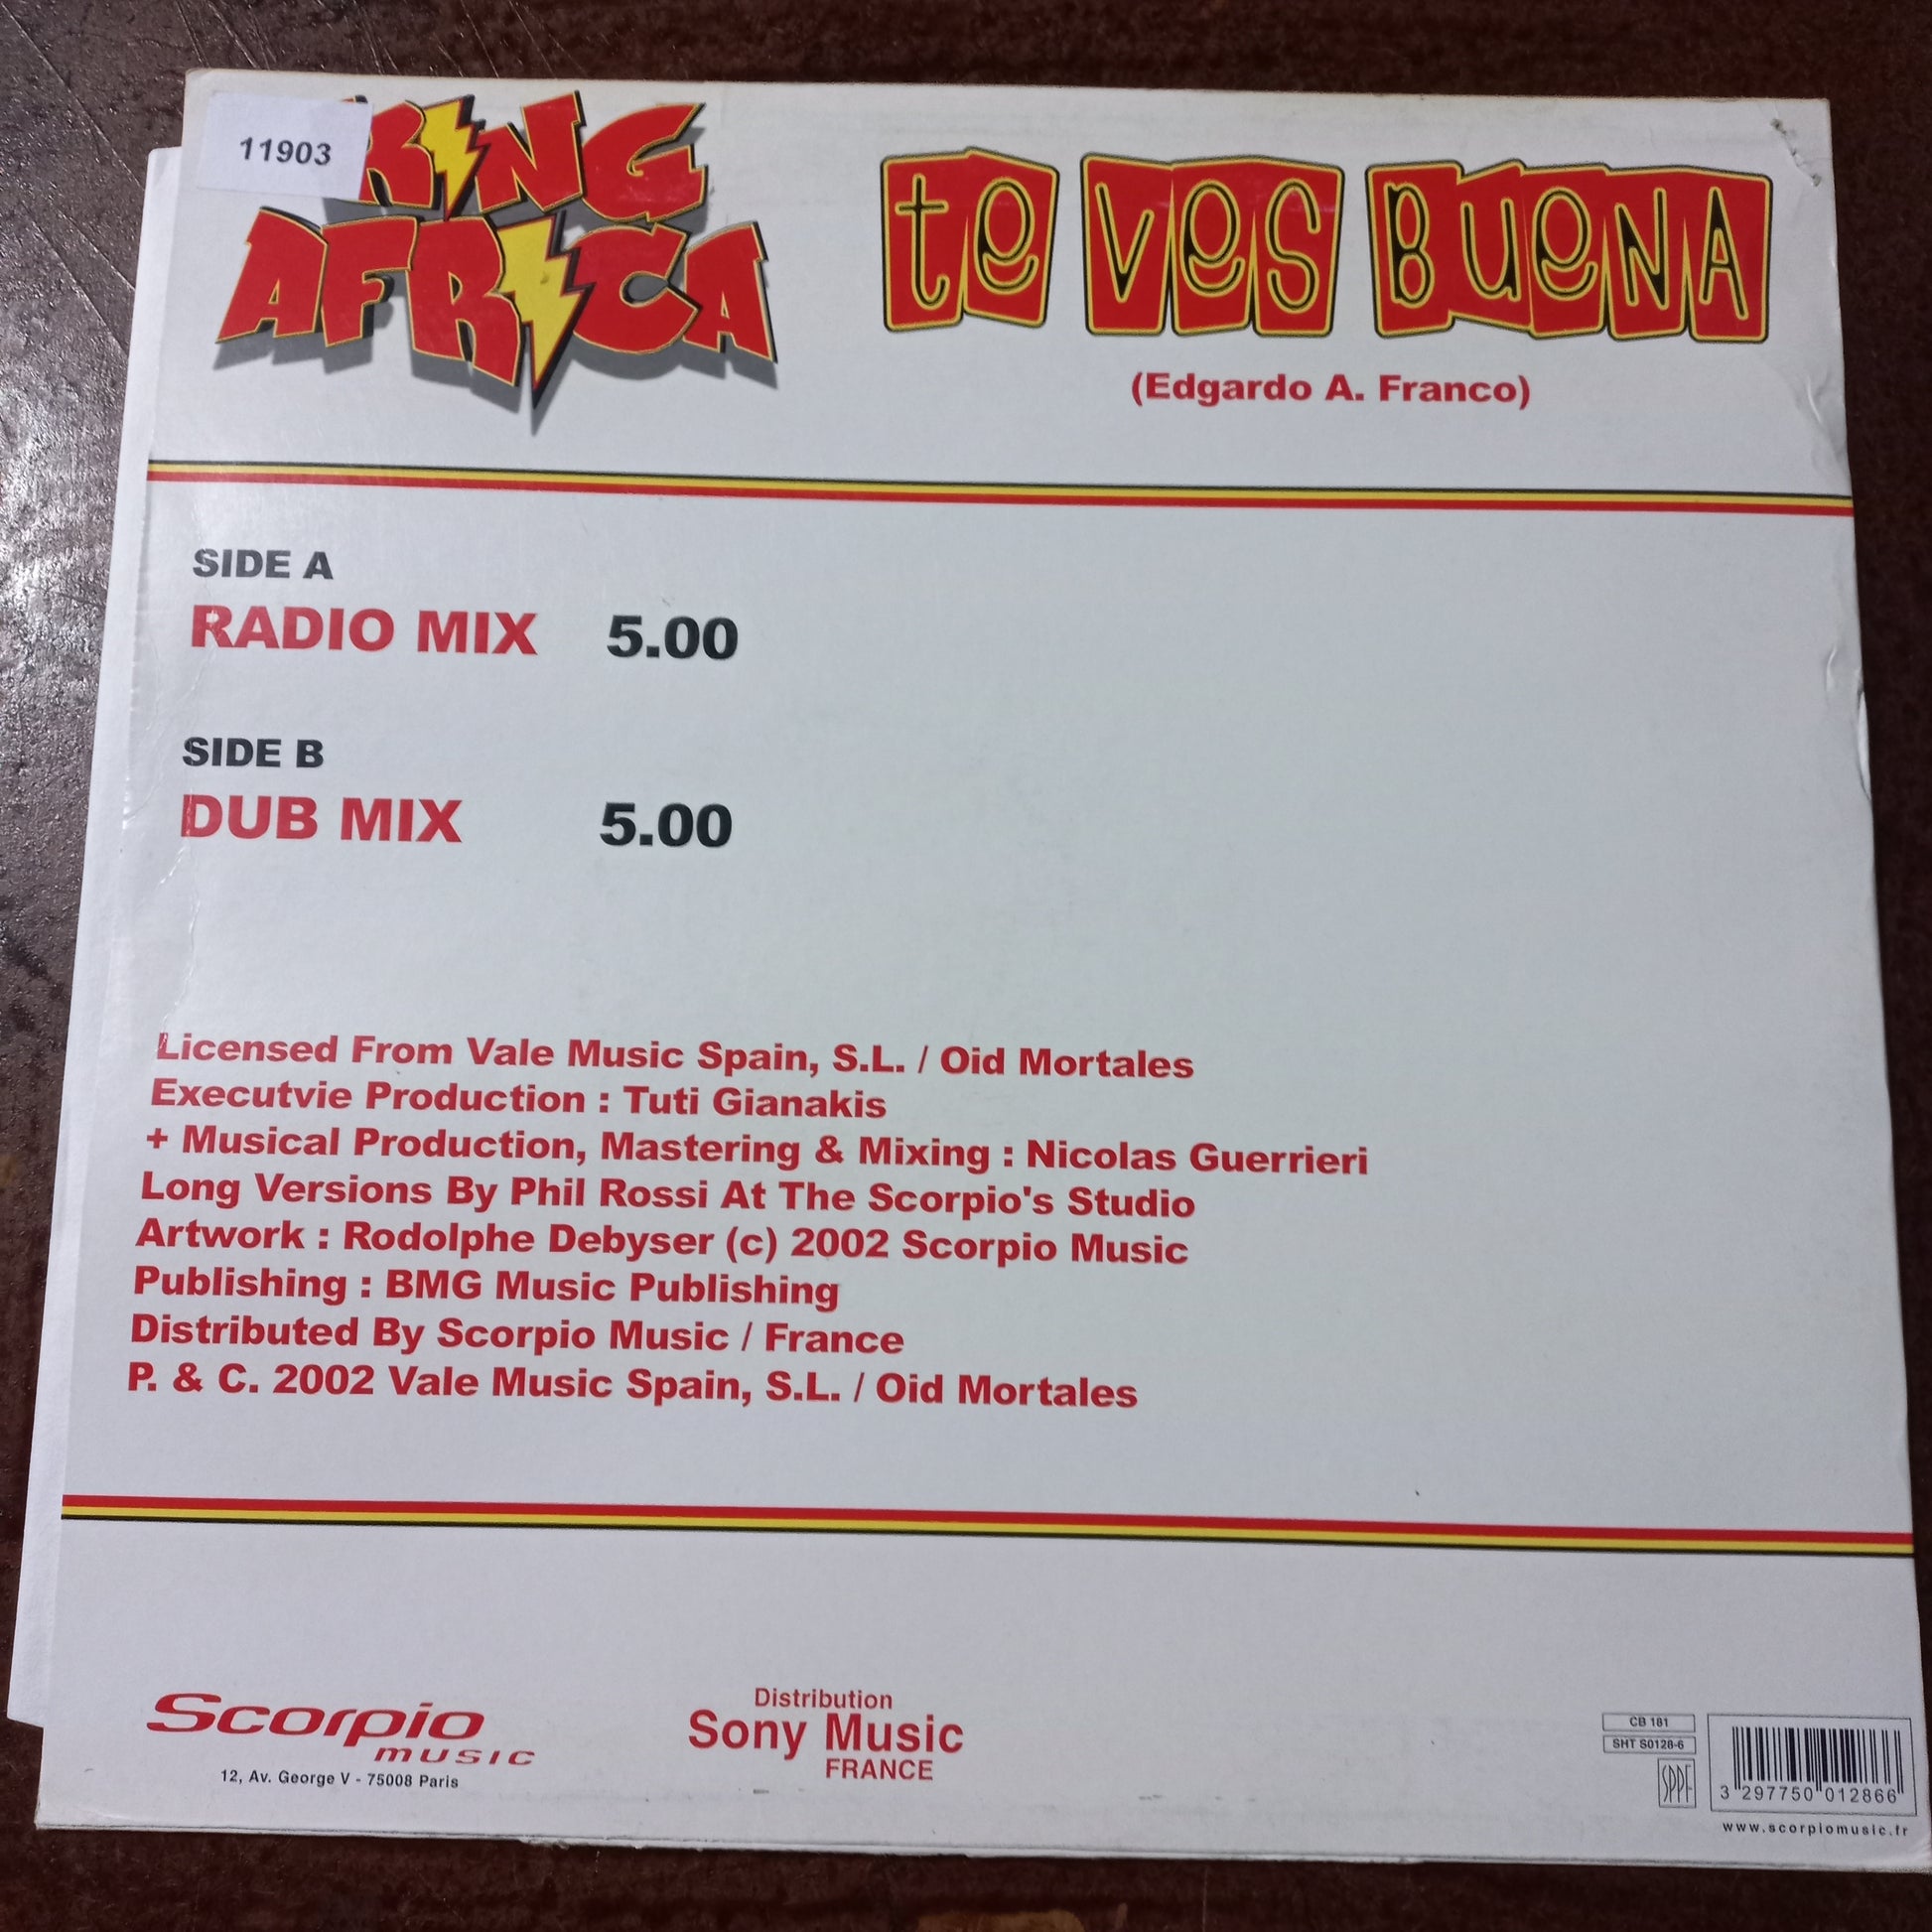 11903
KING
AFRICA
te ves BuenA
(Edgardo A. Franco)
SIDE A
RADIO MIX 5.00
SIDE B
DUB MIX 5.00
Licensed From Vale Music Spain, S.L. / Oid Mortales
Executvie Production : Tuti Gianakis
+ Musical Production, Mastering & Mixing : Nicolas Guerrieri
Long Versions By Phil Rossi At The Scorpio's Studio
Artwork : Rodolphe Debyser (c) 2002 Scorpio Music
Publishing : BMG Music Publishing
Distributed By Scorpio Music / France
P. & C. 2002 Vale Music Spain, S.L. / Oid Mortales
Scorpio
music
12, Av. George V - 75008 Paris
Distribution
Sony Music
FRANCE
CB 181
SHT S0128-6
SPPF
3 297750 012866
www.scorpiomusic.fr